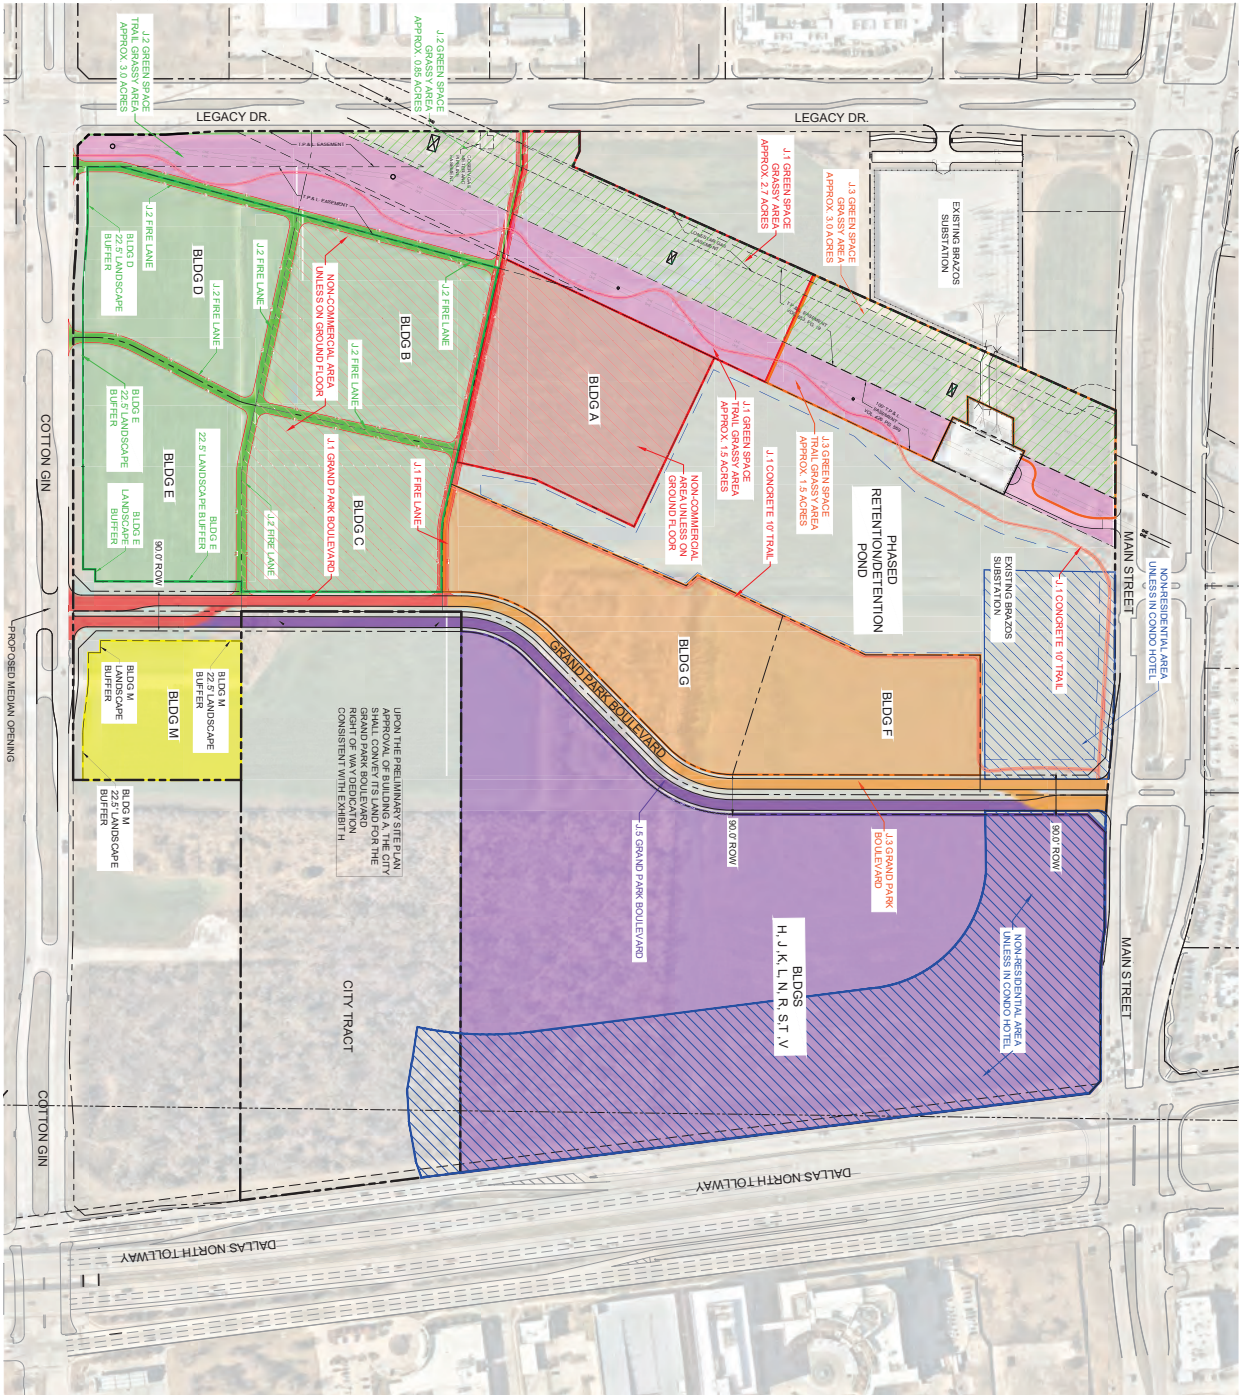 J.2 GREEN SPACE
TRAIL GRASSY AREA
APPROX. 3.0 ACRES
J.2 GREEN SPACE
GRASSY AREA
APPROX. 0.85 ACRES
LEGACY DR.
LEGACY DR.
T.P.& L. EASEMENT
T.P.& L. EASEMENT
J.1 GREEN SPACE
GRASSY AREA
APPROX. 2.7 ACRES
J.3 GREEN SPACE
GRASSY AREA
APPROX. 3.0 ACRES
EXISTING BRAZOS
SUBSTATION
J.2 FIRE LANE
BLDG D
22.5' LANDSCAPE
BUFFER
BLDG D
J.2 FIRE LANE
J.2 FIRE LANE
NON-COMMERCIAL AREA
UNLESS ON GROUND FLOOR
J.2 FIRE LANE
BLDG B
J.2 FIRE LANE
BLDG A
J.1 GREEN SPACE
TRAIL GRASSY AREA
APPROX. 1.5 ACRES
J.3 GREEN SPACE
TRAIL GRASSY AREA
APPROX. 1.5 ACRES
J.1 CONCRETE 10' TRAIL
NON-COMMERCIAL
AREA UNLESS ON
GROUND FLOOR
PHASED
RETENTION/DETENTION
POND
MAIN STREET
COTTON GIN
BLDG E
22.5' LANDSCAPE
BUFFER
BLDG E
BLDG E
LANDSCAPE
BUFFER
BLDG E
22.5' LANDSCAPE BUFFER
J.2 FIRE LANE
J.1 GRAND PARK BOULEVARD
BLDG C
J.1 FIRE LANE
EXISTING BRAZOS
SUBSTATION
J.1 CONCRETE 10' TRAIL
NON-RESIDENTIAL AREA
UNLESS IN CONDO HOTEL
90.0' ROW
PROPOSED MEDIAN OPENING
BLDG M
LANDSCAPE
BUFFER
BLDG M
BLDG M
22.5' LANDSCAPE
BUFFER
BLDG M
22.5' LANDSCAPE
BUFFER
GRAND PARK BOULEVARD
BLDG G
BLDG F
UPON THE PRELIMINARY SITE PLAN
APPROVAL OF BUILDING A, THE CITY
SHALL CONVEY ITS LAND FOR THE
GRAND PARK BOULEVARD
RIGHT OF WAY DEDICATION
CONSISTENT WITH EXHIBIT H
J.5 GRAND PARK BOULEVARD
90.0' ROW
J.3 GRAND PARK
BOULEVARD
90.0' ROW
BLDGS
H, J ,K, L, N, R, S,T ,V
NON-RESIDENTIAL AREA
UNLESS IN CONDO HOTEL
MAIN STREET
CITY TRACT
COTTON GIN
DALLAS NORTH TOLLWAY
DALLAS NORTH TOLLWAY